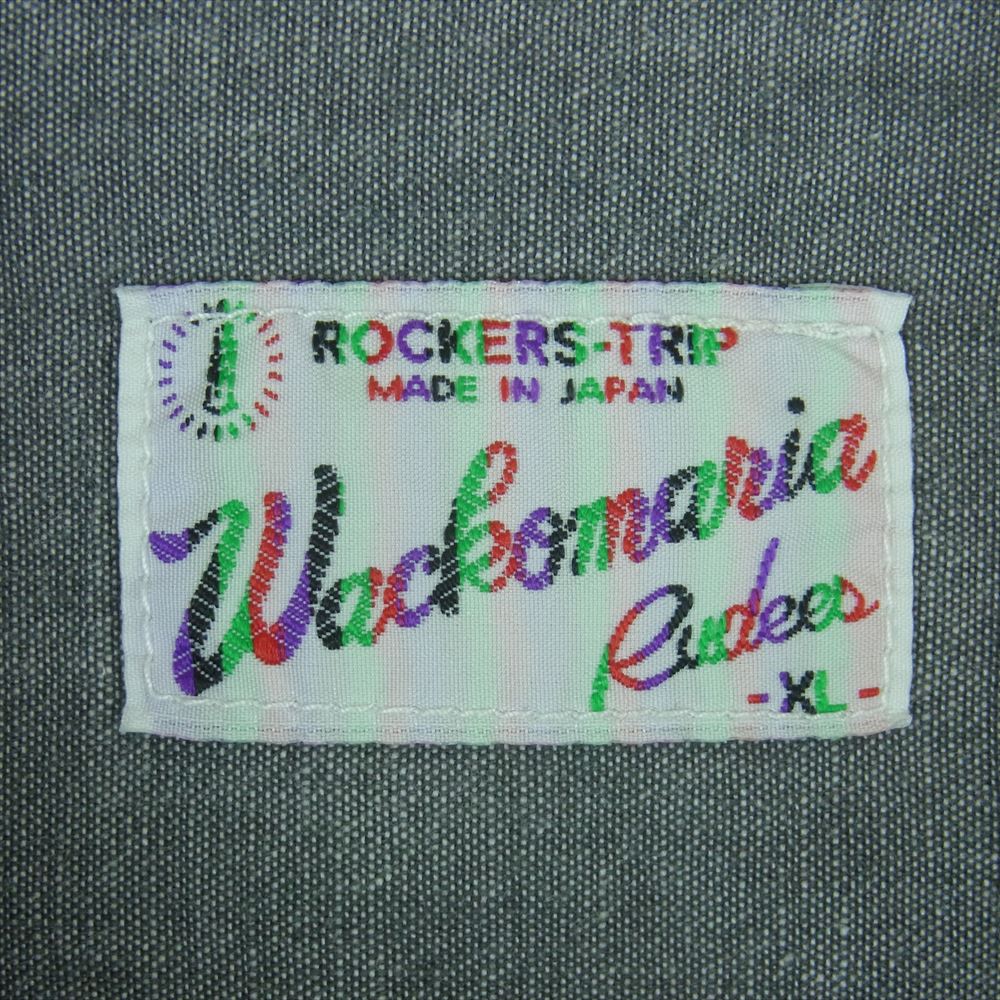 ROCKERS-TRIP
MADE IN JAPAN
Wackomaria
Rudees
-XL-